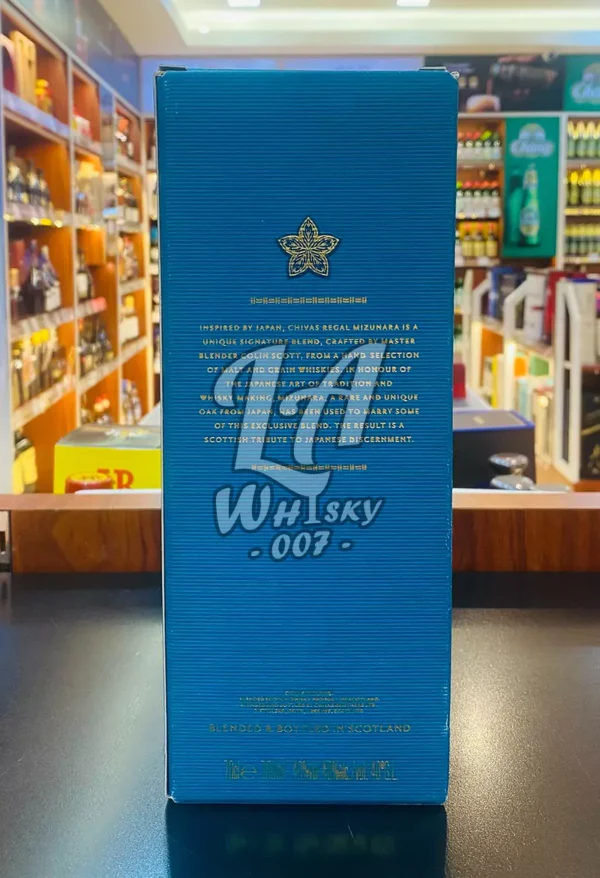 INSPIRED BY JAPAN, CHIVAS REGAL MIZUNARA IS A
UNIQUE SIGNATURE BLEND, CRAFTED BY MASTER
BLENDER COLIN SCOTT, FROM A HAND-SELECTION
OF MALT AND GRAIN WHISKIES. IN HONOUR OF
THE JAPANESE ART OF TRADITION AND
WHISKY MAKING, MIZUNARA, A RARE AND UNIQUE
OAK FROM JAPAN, HAS BEEN USED TO MARRY SOME
OF THIS EXCLUSIVE BLEND. THE RESULT IS A
SCOTTISH TRIBUTE TO JAPANESE DISCERNMENT.
WHISKY
- 007 -
BLENDED & BOTTLED IN SCOTLAND
Chang